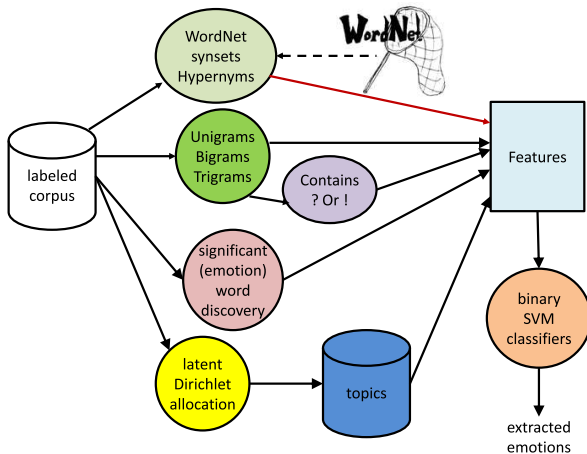 WordNet
synsets
Hypernyms
WordNet
labeled
corpus
Unigrams
Bigrams
Trigrams
Contains
? Or !
Features
significant
(emotion)
word
discovery
binary
SVM
classifiers
latent
Dirichlet
allocation
topics
extracted
emotions